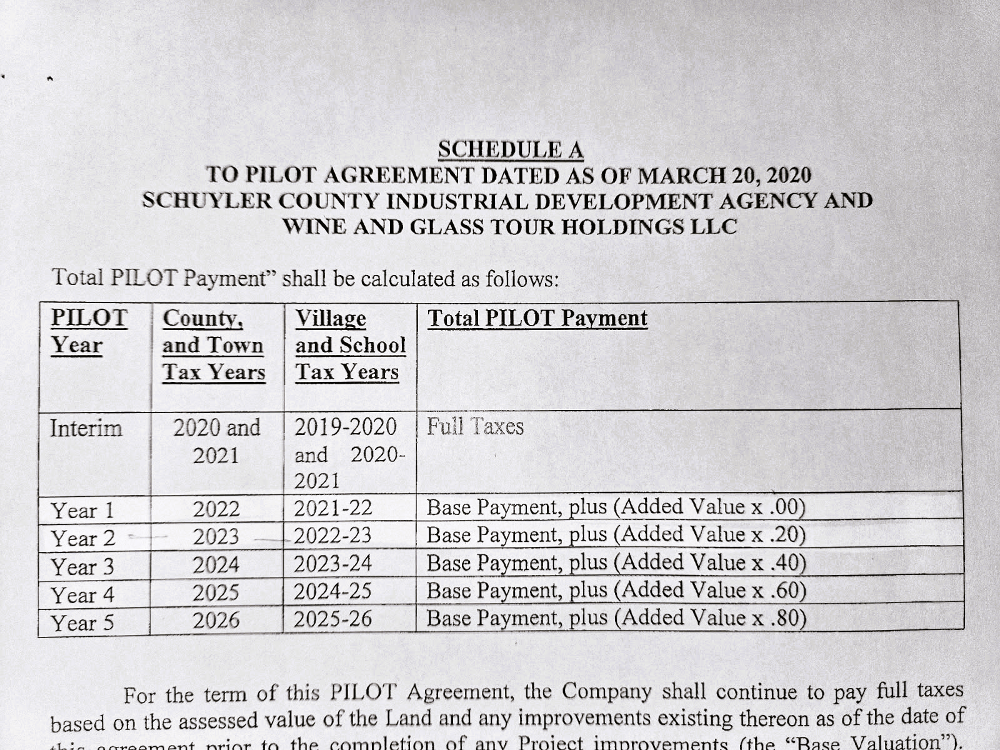 SCHEDULE A
TO PILOT AGREEMENT DATED AS OF MARCH 20, 2020
SCHUYLER COUNTY INDUSTRIAL DEVELOPMENT AGENCY AND
WINE AND GLASS TOUR HOLDINGS LLC
Total PILOT Payment” shall be calculated as follows:
PILOT Year
County, and Town Tax Years
Village and School Tax Years
Total PILOT Payment
Interim
2020 and 2021
2019-2020 and 2020-2021
Full Taxes
Year 1 2022 2021-22 Base Payment, plus (Added Value x .00)
Year 2 2023 2022-23 Base Payment, plus (Added Value x .20)
Year 3 2024 2023-24 Base Payment, plus (Added Value x .40)
Year 4 2025 2024-25 Base Payment, plus (Added Value x .60)
Year 5 2026 2025-26 Base Payment, plus (Added Value x .80)
For the term of this PILOT Agreement, the Company shall continue to pay full taxes
based on the assessed value of the Land and any improvements existing thereon as of the date of
this agreement prior to the completion of any Project improvements (the “Base Valuation”).